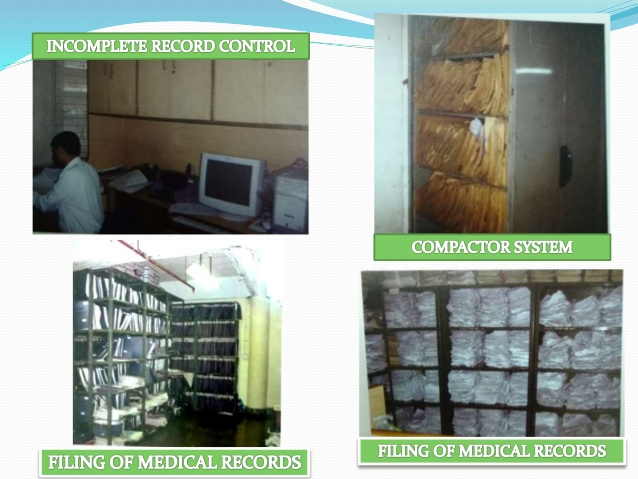 INCOMPLETE RECORD CONTROL
COMPACTOR SYSTEM
FILING OF MEDICAL RECORDS
FILING OF MEDICAL RECORDS